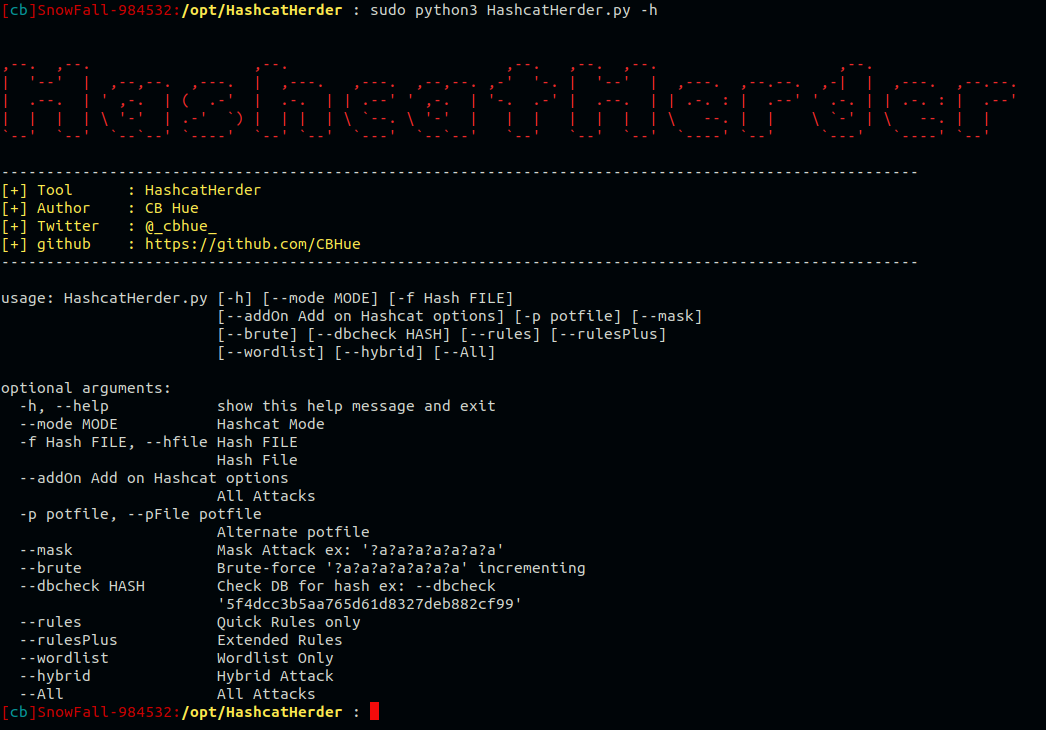 [cb]SnowFall-984532:/opt/HashcatHerder : sudo python3 HashcatHerder.py -h
HashcatHerder
------------------------------------------------------------------------------------------------------
[+] Tool      : HashcatHerder
[+] Author    : CB Hue
[+] Twitter   : @_cbhue_
[+] github    : https://github.com/CBHue
------------------------------------------------------------------------------------------------------
usage: HashcatHerder.py [-h] [--mode MODE] [-f Hash FILE]
                        [--addOn Add on Hashcat options] [-p potfile] [--mask]
                        [--brute] [--dbcheck HASH] [--rules] [--rulesPlus]
                        [--wordlist] [--hybrid] [--All]
optional arguments:
  -h, --help            show this help message and exit
  --mode MODE           Hashcat Mode
  -f Hash FILE, --hfile Hash FILE
                        Hash File
  --addOn Add on Hashcat options
                        All Attacks
  -p potfile, --pFile potfile
                        Alternate potfile
  --mask                Mask Attack ex: '?a?a?a?a?a?a?a'
  --brute               Brute-force '?a?a?a?a?a?a' incrementing
  --dbcheck HASH        Check DB for hash ex: --dbcheck
                        '5f4dcc3b5aa765d61d8327deb882cf99'
  --rules               Quick Rules only
  --rulesPlus           Extended Rules
  --wordlist            Wordlist Only
  --hybrid              Hybrid Attack
  --All                 All Attacks
[cb]SnowFall-984532:/opt/HashcatHerder :